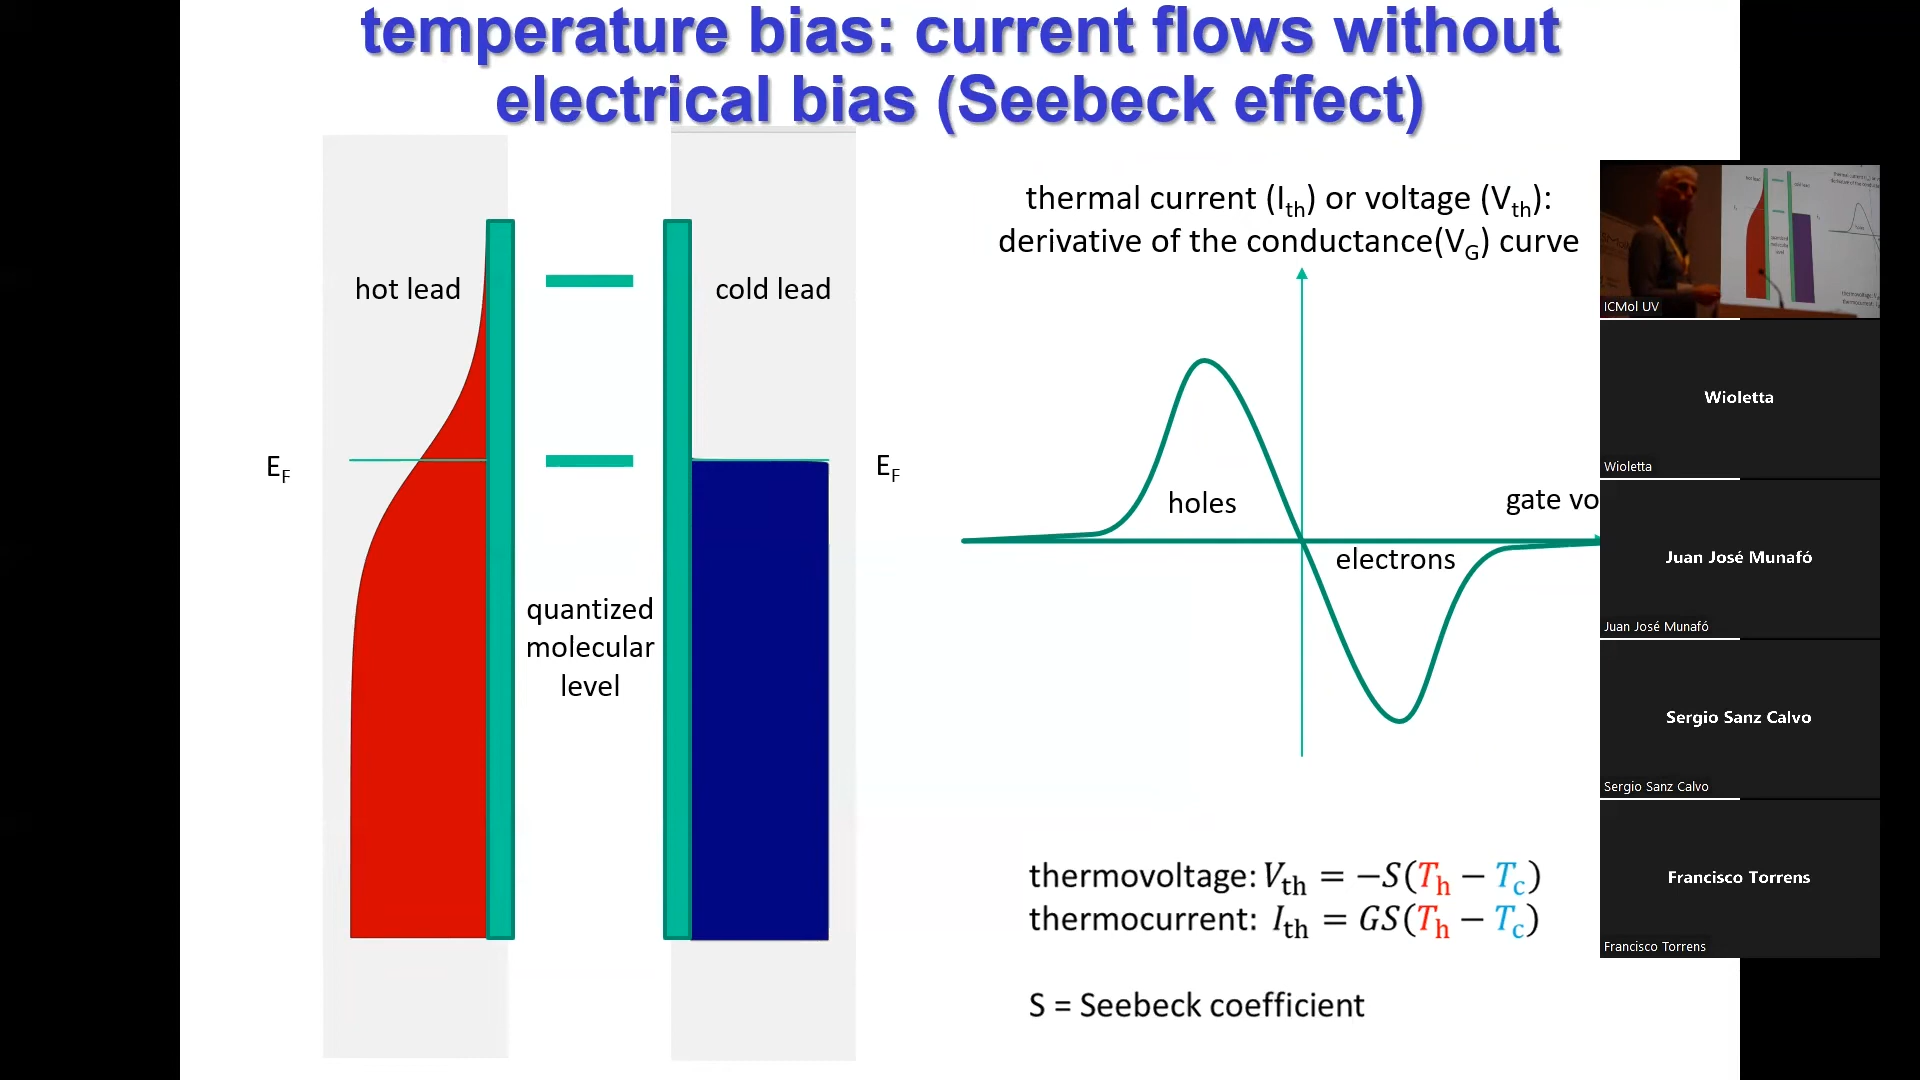 temperature bias: current flows without
electrical bias (Seebeck effect)
hot lead
cold lead
E_F
E_F
quantized
molecular
level
thermal current (I_th) or voltage (V_th):
derivative of the conductance(V_G) curve
holes
electrons
gate vo
thermovoltage: V_th = −S(T_h − T_c)
thermocurrent: I_th = GS(T_h − T_c)
S = Seebeck coefficient
ICMol UV
Wioletta
Wioletta
Juan José Munafó
Juan José Munafó
Sergio Sanz Calvo
Sergio Sanz Calvo
Francisco Torrens
Francisco Torrens